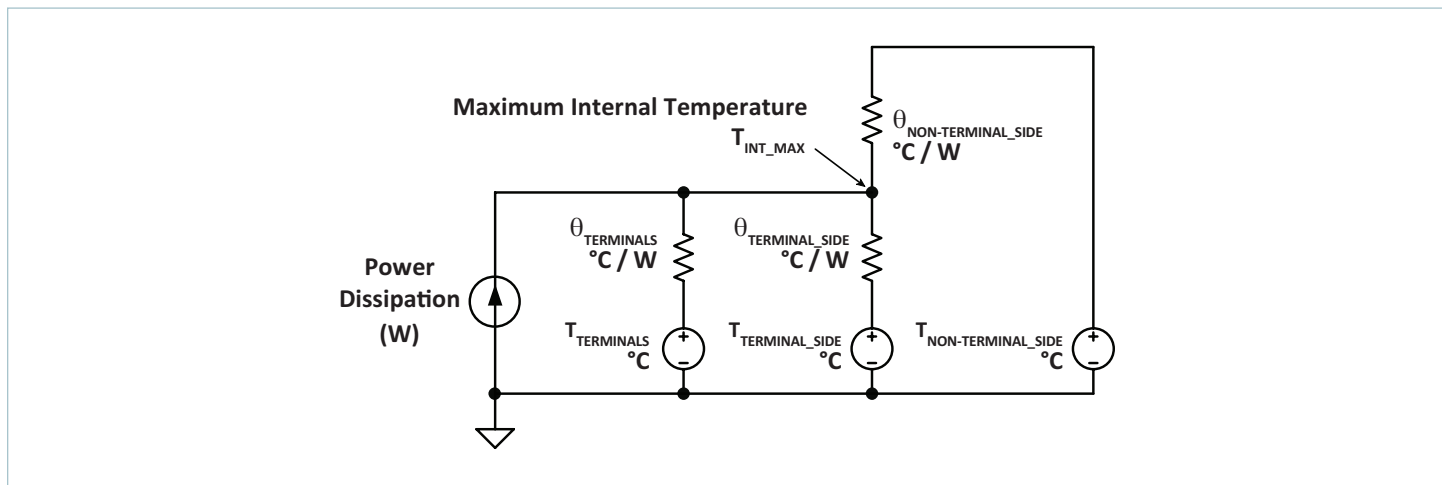 Maximum Internal Temperature
T_INT_MAX
θ_NON-TERMINAL_SIDE
°C / W
θ_TERMINALS
°C / W
θ_TERMINAL_SIDE
°C / W
Power
Dissipation
(W)
T_TERMINALS
°C
+
–
T_TERMINAL_SIDE
°C
+
–
T_NON-TERMINAL_SIDE
°C
+
–